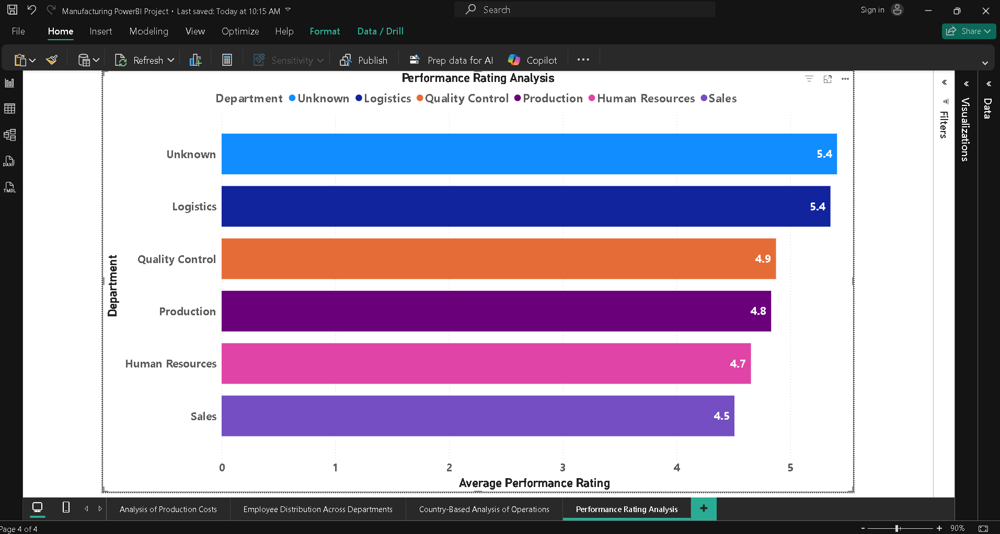 Manufacturing PowerBI Project • Last saved: Today at 10:15 AM
Search
Sign in
File Home Insert Modeling View Optimize Help Format Data / Drill
Share
Refresh
Sensitivity
Publish
Prep data for AI
Copilot
DAX
TMDL
Performance Rating Analysis
Department Unknown Logistics Quality Control Production Human Resources Sales
Department
Unknown 5.4
Logistics 5.4
Quality Control 4.9
Production 4.8
Human Resources 4.7
Sales 4.5
0 1 2 3 4 5
Average Performance Rating
Filters
Visualizations
Data
Analysis of Production Costs
Employee Distribution Across Departments
Country-Based Analysis of Operations
Performance Rating Analysis
+
Page 4 of 4
- + 90%